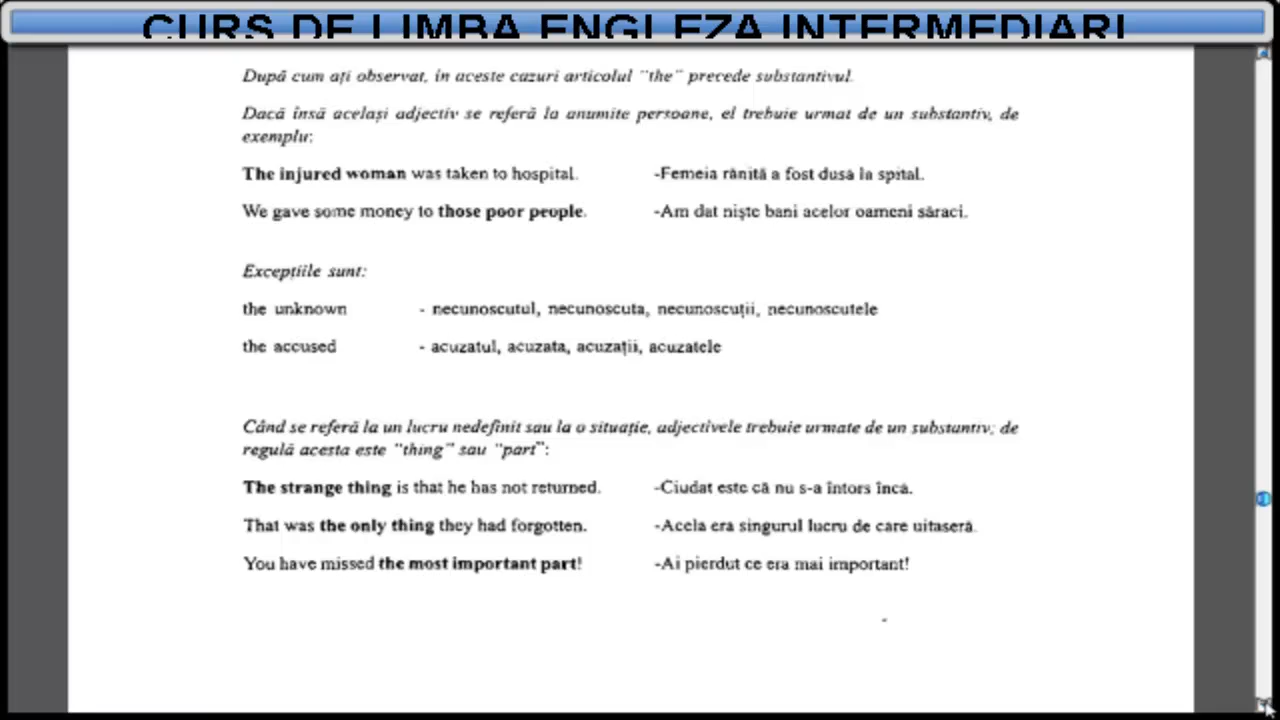 CURS DE LIMBA ENGLEZA INTERMEDIARI
După cum ați observat, în aceste cazuri articolul "the" precede substantivul.
Dacă însă același adjectiv se referă la anumite persoane, el trebuie urmat de un substantiv, de
exemplu:
The injured woman was taken to hospital. -Femeia rănită a fost dusă la spital.
We gave some money to those poor people. -Am dat niște bani acelor oameni săraci.
Excepțiile sunt:
the unknown - necunoscutul, necunoscuta, necunoscuții, necunoscutele
the accused - acuzatul, acuzata, acuzații, acuzatele
Când se referă la un lucru nedefinit sau la o situație, adjectivele trebuie urmate de un substantiv; de
regulă acesta este "thing" sau "part":
The strange thing is that he has not returned. -Ciudat este că nu s-a întors încă.
That was the only thing they had forgotten. -Acela era singurul lucru de care uitaseră.
You have missed the most important part! -Ai pierdut ce era mai important!